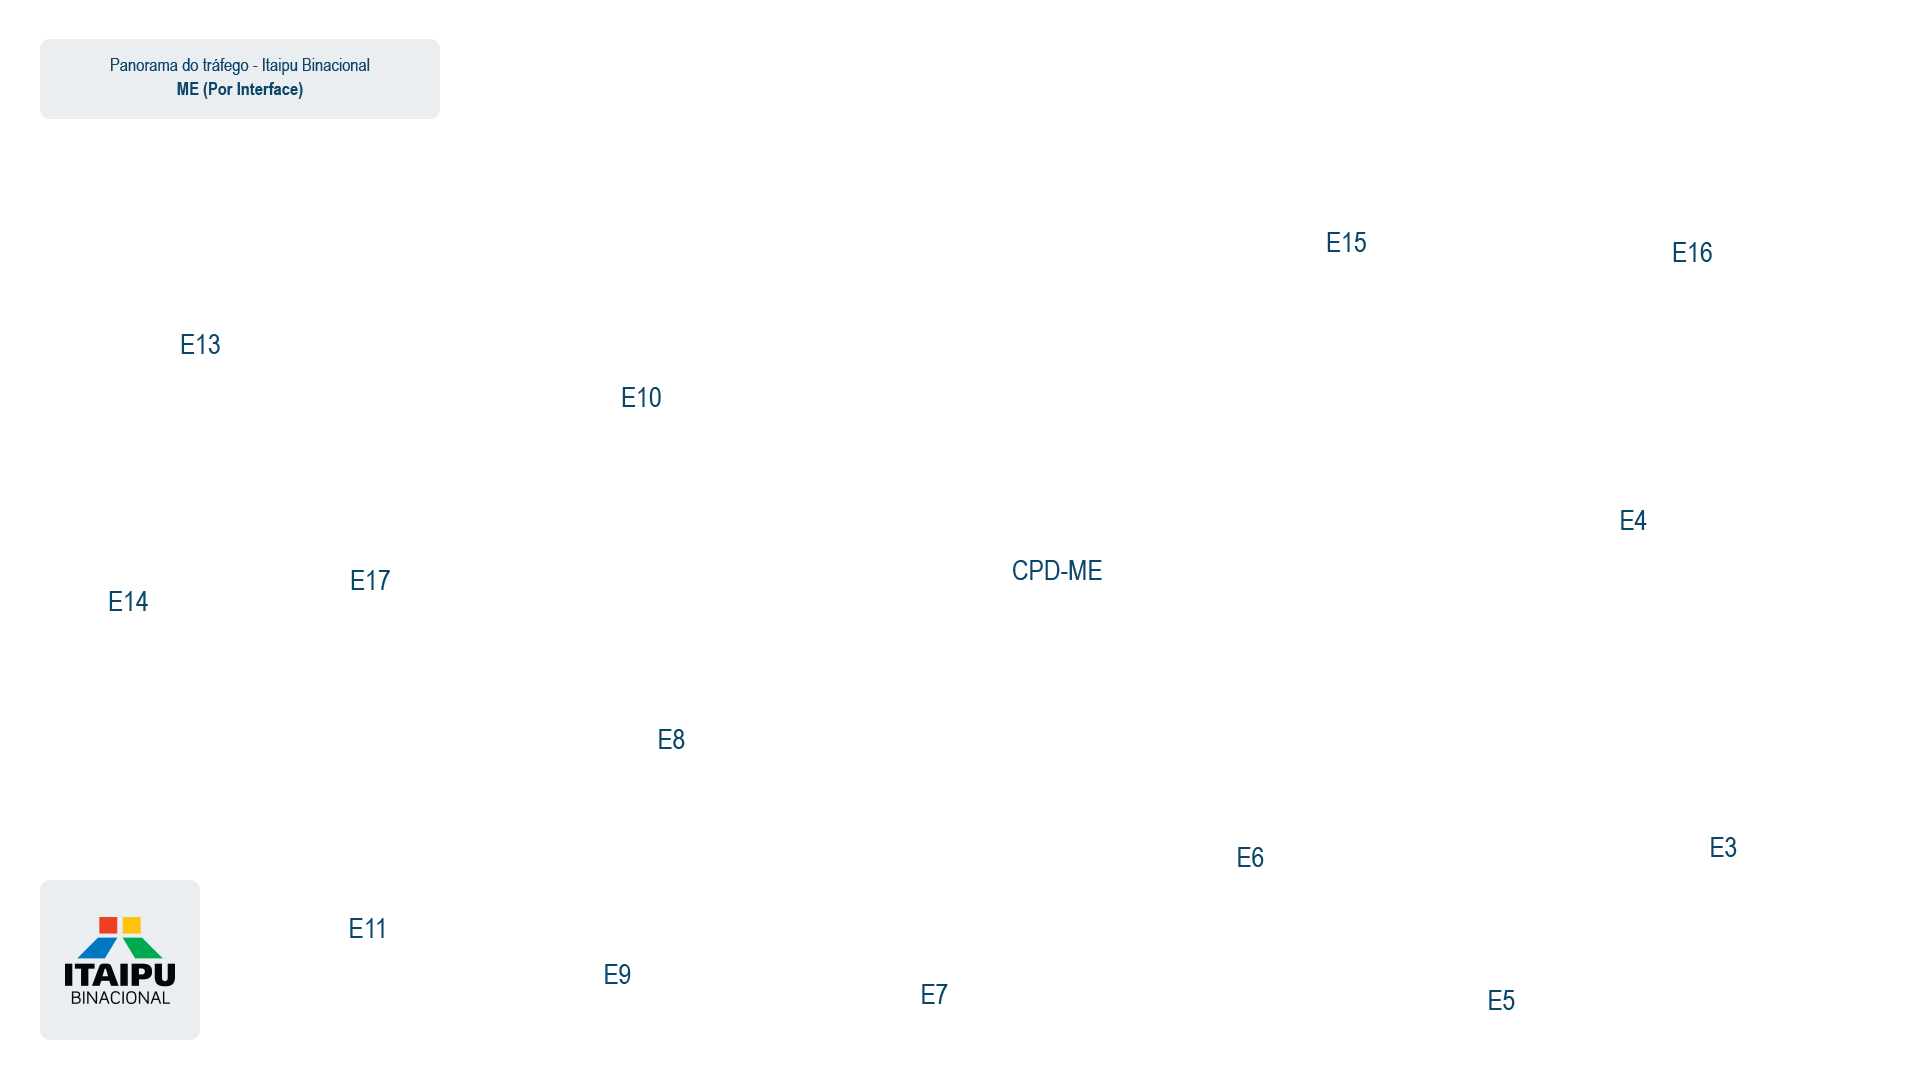 Panorama do tráfego - Itaipu Binacional
ME (Por Interface)
E15
E16
E13
E10
E4
CPD-ME
E17
E14
E8
E3
E6
E11
E9
E7
E5
ITAIPU
BINACIONAL